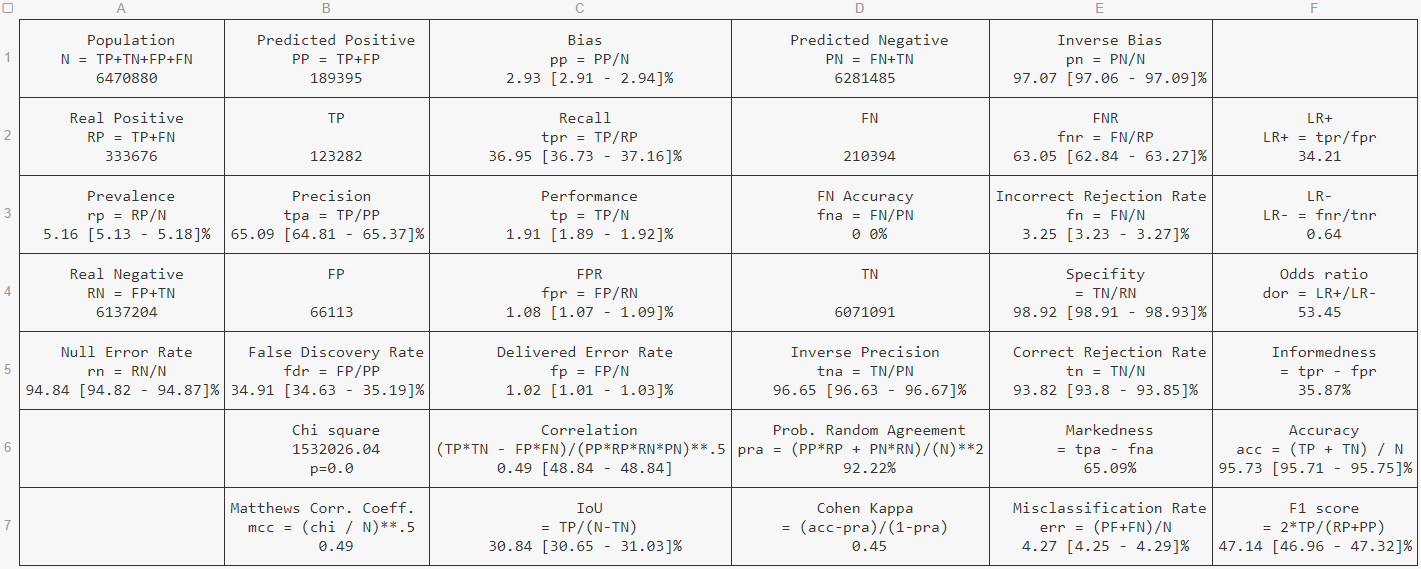 A B C D E F
1
Population
N = TP+TN+FP+FN
6470880
Predicted Positive
PP = TP+FP
189395
Bias
pp = PP/N
2.93 [2.91 - 2.94]%
Predicted Negative
PN = FN+TN
6281485
Inverse Bias
pn = PN/N
97.07 [97.06 - 97.09]%
2
Real Positive
RP = TP+FN
333676
TP
123282
Recall
tpr = TP/RP
36.95 [36.73 - 37.16]%
FN
210394
FNR
fnr = FN/RP
63.05 [62.84 - 63.27]%
LR+
LR+ = tpr/fpr
34.21
3
Prevalence
rp = RP/N
5.16 [5.13 - 5.18]%
Precision
tpa = TP/PP
65.09 [64.81 - 65.37]%
Performance
tp = TP/N
1.91 [1.89 - 1.92]%
FN Accuracy
fna = FN/PN
0 0%
Incorrect Rejection Rate
fn = FN/N
3.25 [3.23 - 3.27]%
LR-
LR- = fnr/tnr
0.64
4
Real Negative
RN = FP+TN
6137204
FP
66113
FPR
fpr = FP/RN
1.08 [1.07 - 1.09]%
TN
6071091
Specifity
= TN/RN
98.92 [98.91 - 98.93]%
Odds ratio
dor = LR+/LR-
53.45
5
Null Error Rate
rn = RN/N
94.84 [94.82 - 94.87]%
False Discovery Rate
fdr = FP/PP
34.91 [34.63 - 35.19]%
Delivered Error Rate
fp = FP/N
1.02 [1.01 - 1.03]%
Inverse Precision
tna = TN/PN
96.65 [96.63 - 96.67]%
Correct Rejection Rate
tn = TN/N
93.82 [93.8 - 93.85]%
Informedness
= tpr - fpr
35.87%
6
Chi square
1532026.04
p=0.0
Correlation
(TP*TN - FP*FN)/(PP*RP*RN*PN)**.5
0.49 [48.84 - 48.84]
Prob. Random Agreement
pra = (PP*RP + PN*RN)/(N)**2
92.22%
Markedness
= tpa - fna
65.09%
Accuracy
acc = (TP + TN) / N
95.73 [95.71 - 95.75]%
7
Matthews Corr. Coeff.
mcc = (chi / N)**.5
0.49
IoU
= TP/(N-TN)
30.84 [30.65 - 31.03]%
Cohen Kappa
= (acc-pra)/(1-pra)
0.45
Misclassification Rate
err = (PF+FN)/N
4.27 [4.25 - 4.29]%
F1 score
= 2*TP/(RP+PP)
47.14 [46.96 - 47.32]%